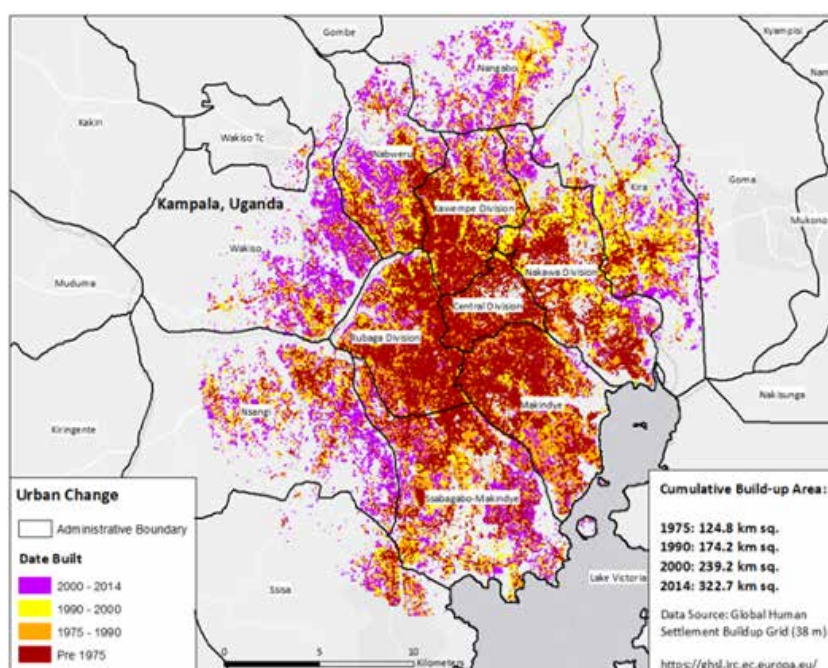 Gombe
Kyampisi
Nangabo
Nam
Kakiri
Wakiso Tc
Nabweru
Goma
Kira
Kampala, Uganda
Kawempe Division
Mukono
Wakiso
Nakawa Division
Muduma
Central Division
Rubaga Division
Nakisunga
Makindye
Nsangi
Kiringente
Ssabagabo-Makindye
Ssisa
Lake Victoria
Urban Change
Administrative Boundary
Date Built
2000 - 2014
1990 - 2000
1975 - 1990
Pre 1975
0 5 10
Kilometers
Cumulative Build-up Area:
1975: 124.8 km sq.
1990: 174.2 km sq.
2000: 239.2 km sq.
2014: 322.7 km sq.
Data Source: Global Human
Settlement Buildup Grid (38 m)
https://ghsl.jrc.ec.europa.eu/